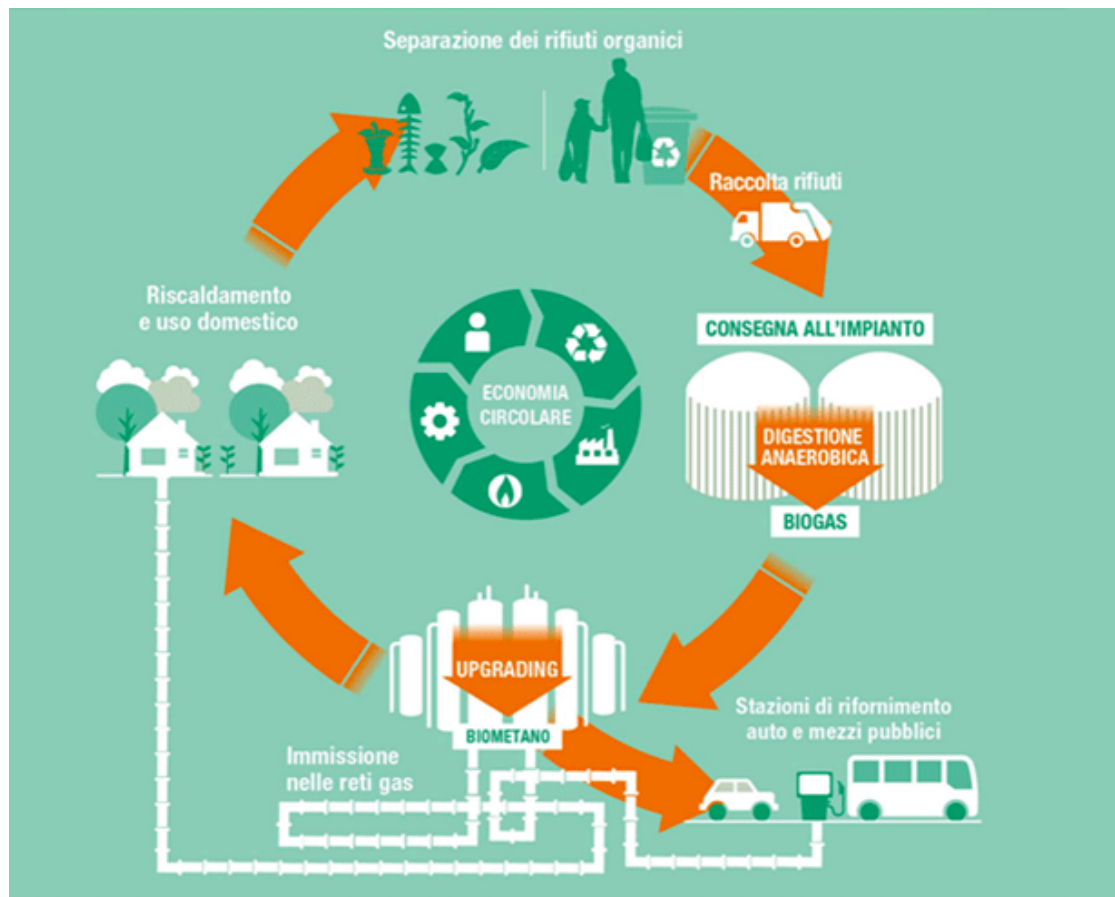 Separazione dei rifiuti organici
Raccolta rifiuti
CONSEGNA ALL'IMPIANTO
DIGESTIONE
ANAEROBICA
BIOGAS
Riscaldamento
e uso domestico
ECONOMIA
CIRCOLARE
UPGRADING
BIOMETANO
Immissione
nelle reti gas
Stazioni di rifornimento
auto e mezzi pubblici